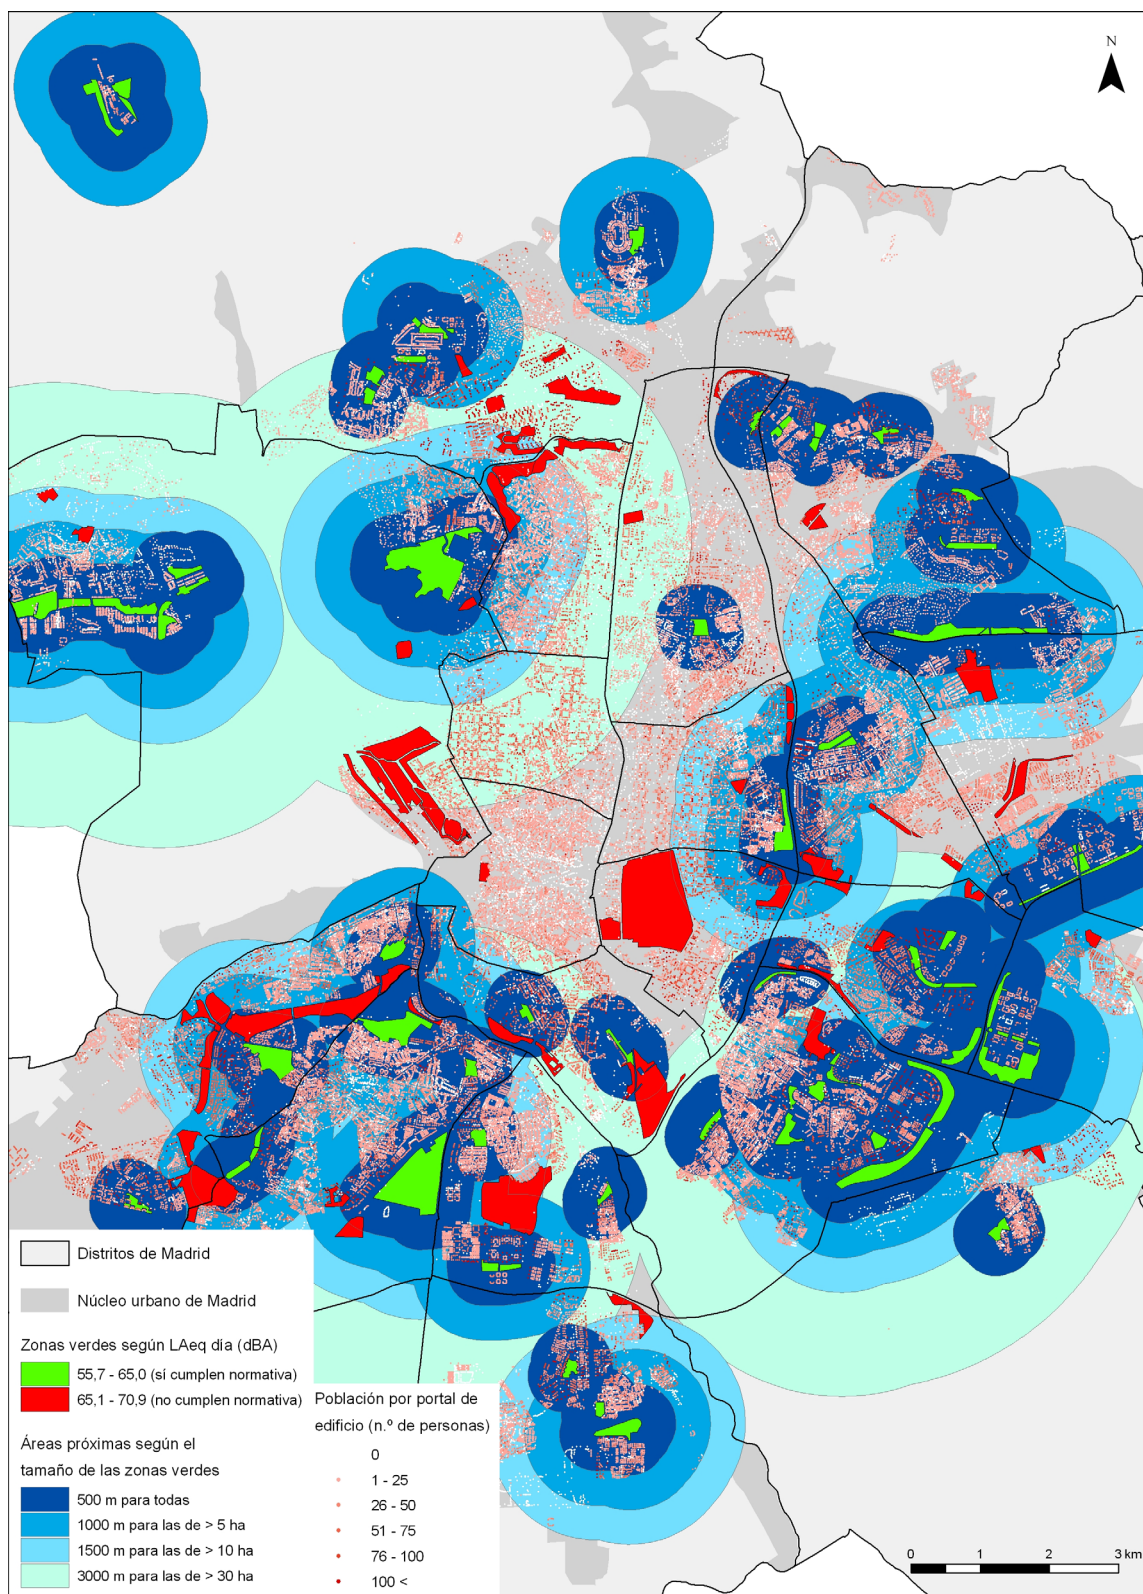 N
Distritos de Madrid
Núcleo urbano de Madrid
Zonas verdes según LAeq día (dBA)
55,7 - 65,0 (sí cumplen normativa)
65,1 - 70,9 (no cumplen normativa)
Áreas próximas según el
tamaño de las zonas verdes
500 m para todas
1000 m para las de > 5 ha
1500 m para las de > 10 ha
3000 m para las de > 30 ha
Población por portal de
edificio (n.º de personas)
0
1 - 25
26 - 50
51 - 75
76 - 100
100 <
0 1 2 3 km